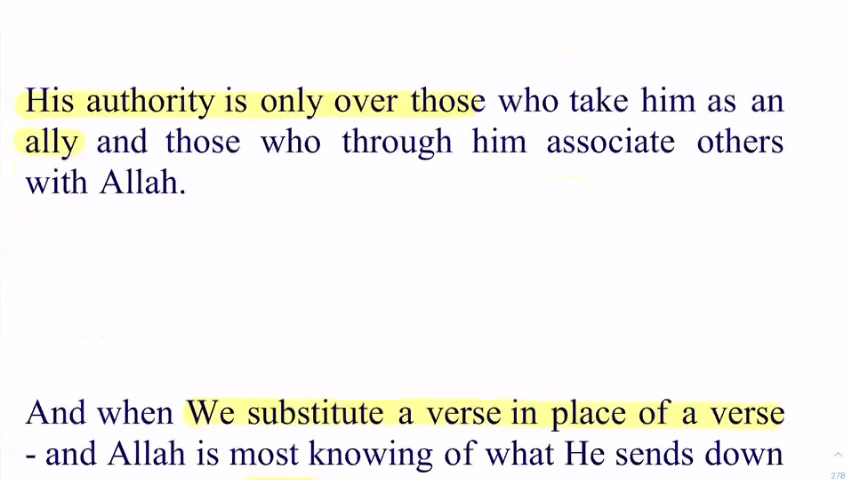 His authority is only over those who take him as an
ally and those who through him associate others
with Allah.
And when We substitute a verse in place of a verse
- and Allah is most knowing of what He sends down
278